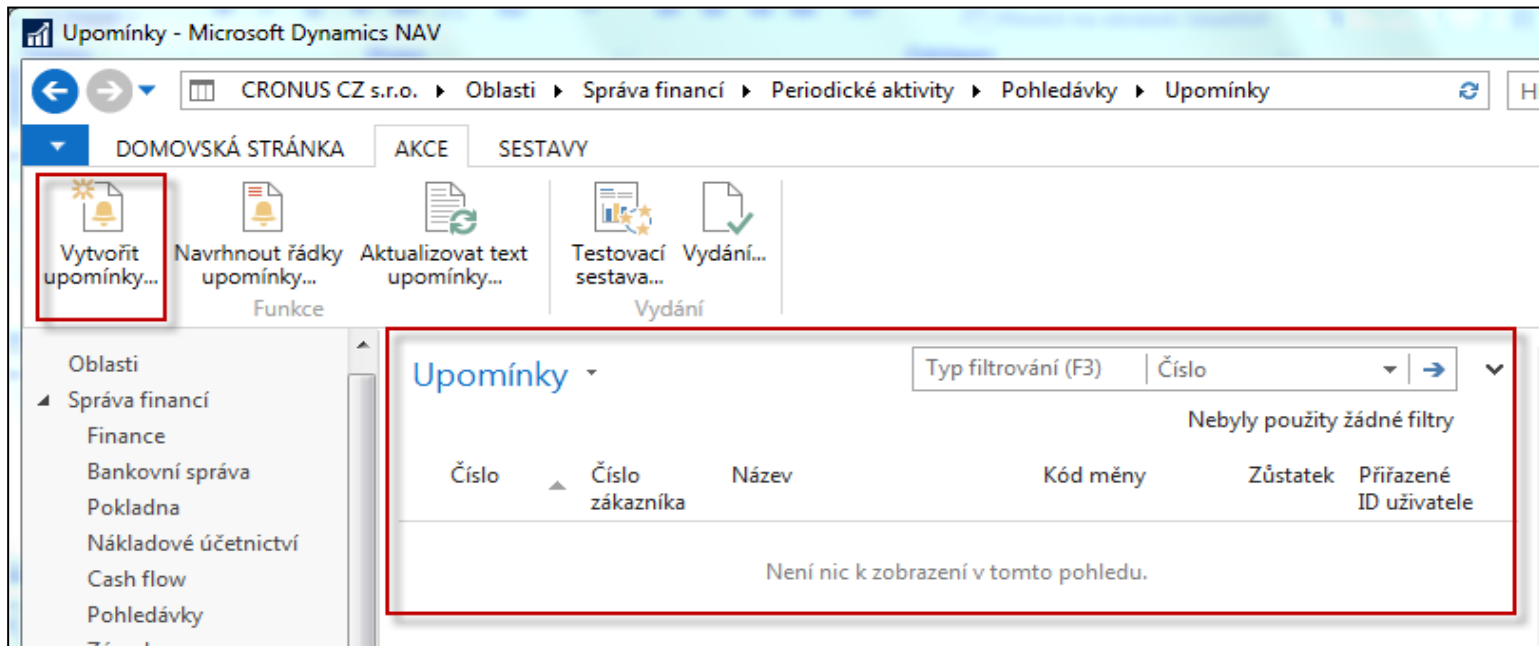 Upomínky - Microsoft Dynamics NAV
CRONUS CZ s.r.o. ▸ Oblasti ▸ Správa financí ▸ Periodické aktivity ▸ Pohledávky ▸ Upomínky
DOMOVSKÁ STRÁNKA AKCE SESTAVY
Vytvořit Navrhnout řádky Aktualizovat text Testovací Vydání...
upomínky... upomínky... upomínky... sestava...
Funkce Vydání
Oblasti
Správa financí
Finance
Bankovní správa
Pokladna
Nákladové účetnictví
Cash flow
Pohledávky
Upomínky
Typ filtrování (F3) Číslo
Nebyly použity žádné filtry
Číslo Číslo Název Kód měny Zůstatek Přiřazené
zákazníka ID uživatele
Není nic k zobrazení v tomto pohledu.